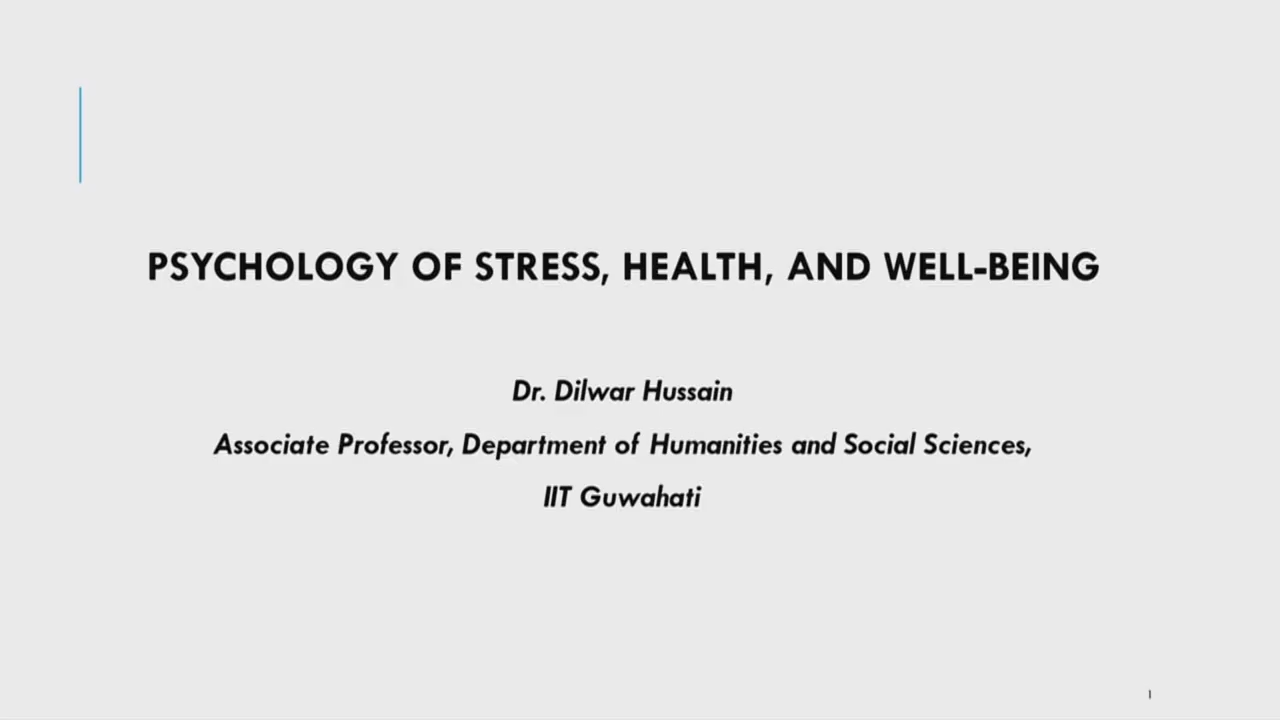 PSYCHOLOGY OF STRESS, HEALTH, AND WELL-BEING
Dr. Dilwar Hussain
Associate Professor, Department of Humanities and Social Sciences,
IIT Guwahati
1